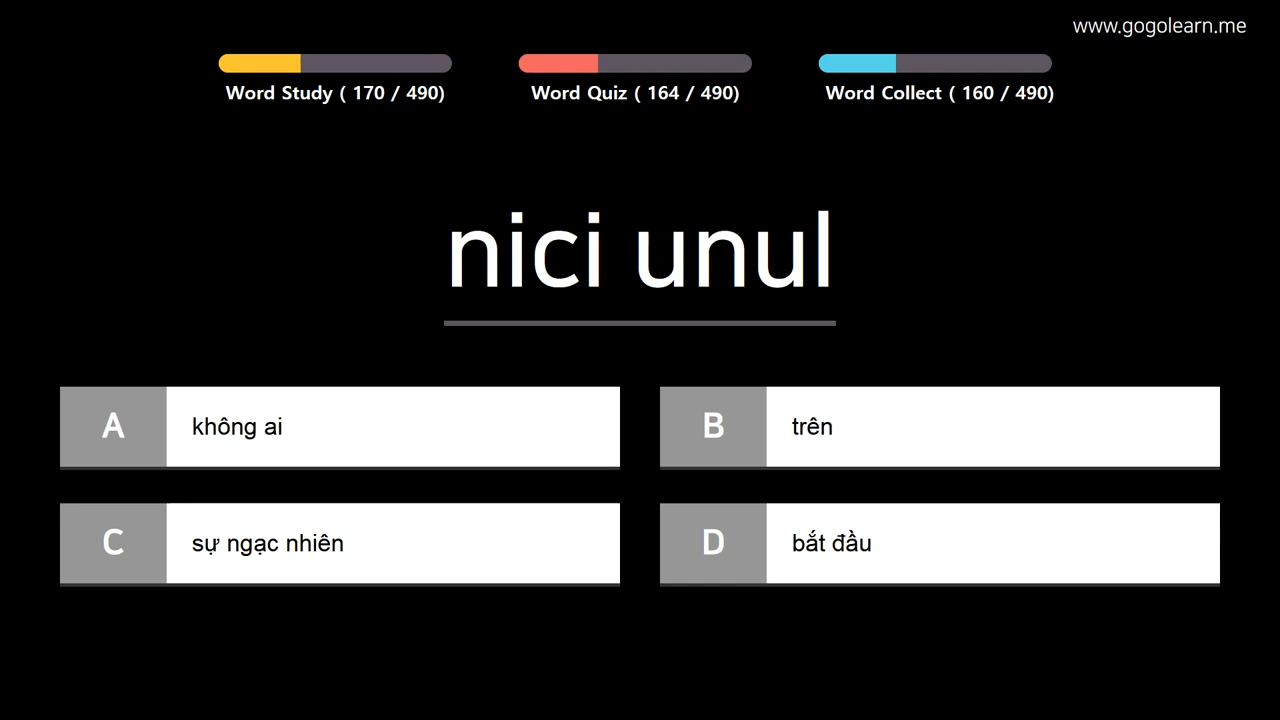 www.gogolearn.me
Word Study ( 170 / 490)
Word Quiz ( 164 / 490)
Word Collect ( 160 / 490)
nici unul
A không ai
B trên
C sự ngạc nhiên
D bắt đầu